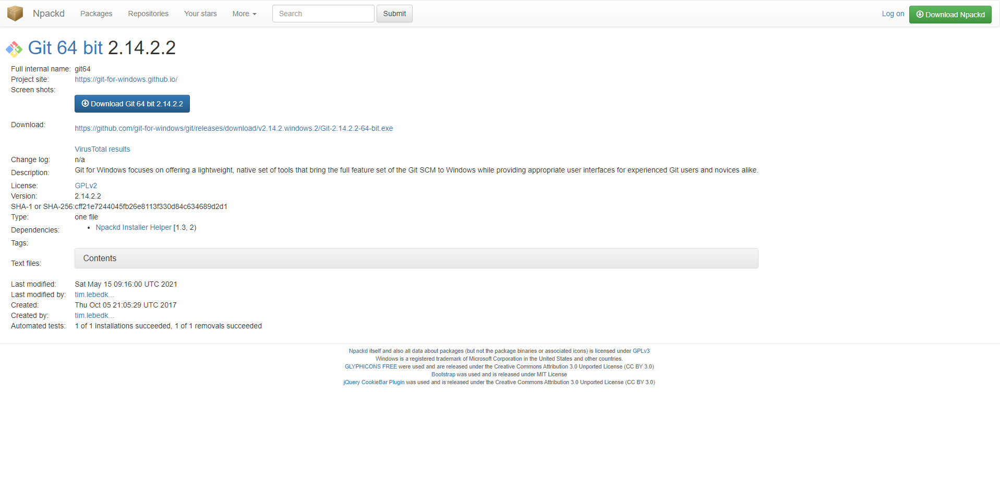 Npackd Packages Repositories Your stars More Search Submit Log on Download Npackd
Git 64 bit 2.14.2.2
Full internal name: git64
Project site: https://git-for-windows.github.io/
Screen shots:
Download Git 64 bit 2.14.2.2
Download: https://github.com/git-for-windows/git/releases/download/v2.14.2.windows.2/Git-2.14.2.2-64-bit.exe
VirusTotal results
Change log: n/a
Description: Git for Windows focuses on offering a lightweight, native set of tools that bring the full feature set of the Git SCM to Windows while providing appropriate user interfaces for experienced Git users and novices alike.
License: GPLv2
Version: 2.14.2.2
SHA-1 or SHA-256: cff21e7244045fb26e8113f330d84c634689d2d1
Type: one file
Dependencies: • Npackd Installer Helper [1.3, 2)
Tags:
Text files: Contents
Last modified: Sat May 15 09:16:00 UTC 2021
Last modified by: tim.lebedk...
Created: Thu Oct 05 21:05:29 UTC 2017
Created by: tim.lebedk...
Automated tests: 1 of 1 installations succeeded, 1 of 1 removals succeeded
Npackd itself and also all data about packages (but not the package binaries or associated icons) is licensed under GPLv3
Windows is a registered trademark of Microsoft Corporation in the United States and other countries.
GLYPHICONS FREE were used and are released under the Creative Commons Attribution 3.0 Unported License (CC BY 3.0)
Bootstrap was used and is released under MIT License
jQuery CookieBar Plugin was used and is released under the Creative Commons Attribution 3.0 Unported License (CC BY 3.0)